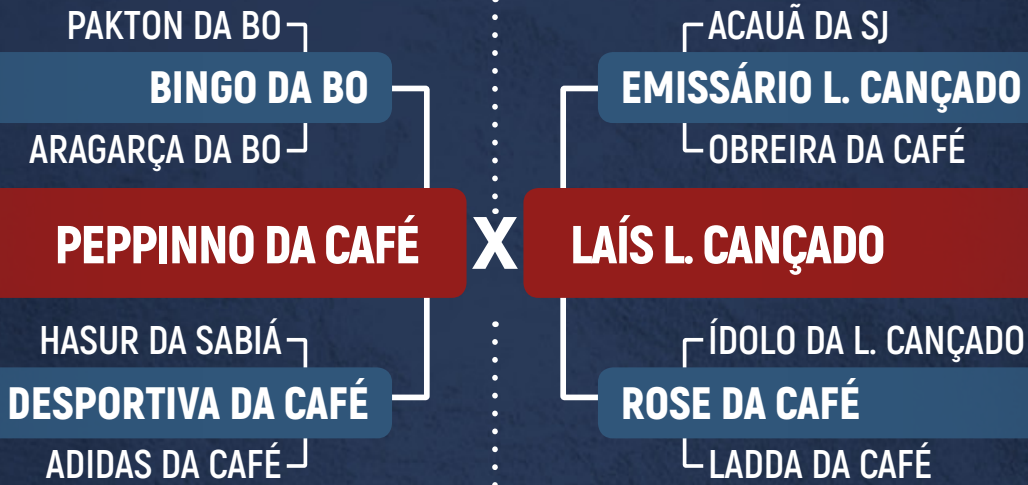 PAKTON DA BO
BINGO DA BO
ARAGARÇA DA BO
PEPPINNO DA CAFÉ
HASUR DA SABIÁ
DESPORTIVA DA CAFÉ
ADIDAS DA CAFÉ
X
ACAUÃ DA SJ
EMISSÁRIO L. CANÇADO
OBREIRA DA CAFÉ
LAÍS L. CANÇADO
ÍDOLO DA L. CANÇADO
ROSE DA CAFÉ
LADDA DA CAFÉ